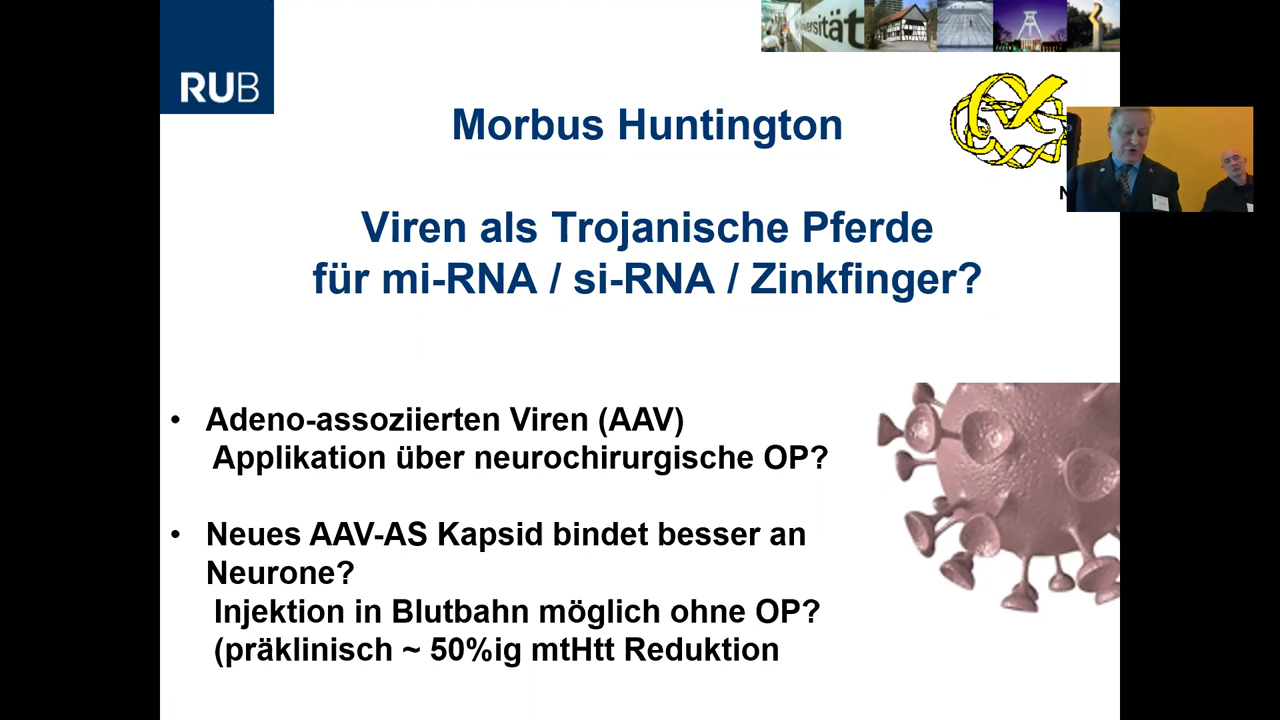 Universität
RUB
Morbus Huntington
N
Viren als Trojanische Pferde
für mi-RNA / si-RNA / Zinkfinger?
• Adeno-assoziierten Viren (AAV)
Applikation über neurochirurgische OP?
• Neues AAV-AS Kapsid bindet besser an
Neurone?
Injektion in Blutbahn möglich ohne OP?
(präklinisch ~ 50%ig mtHtt Reduktion